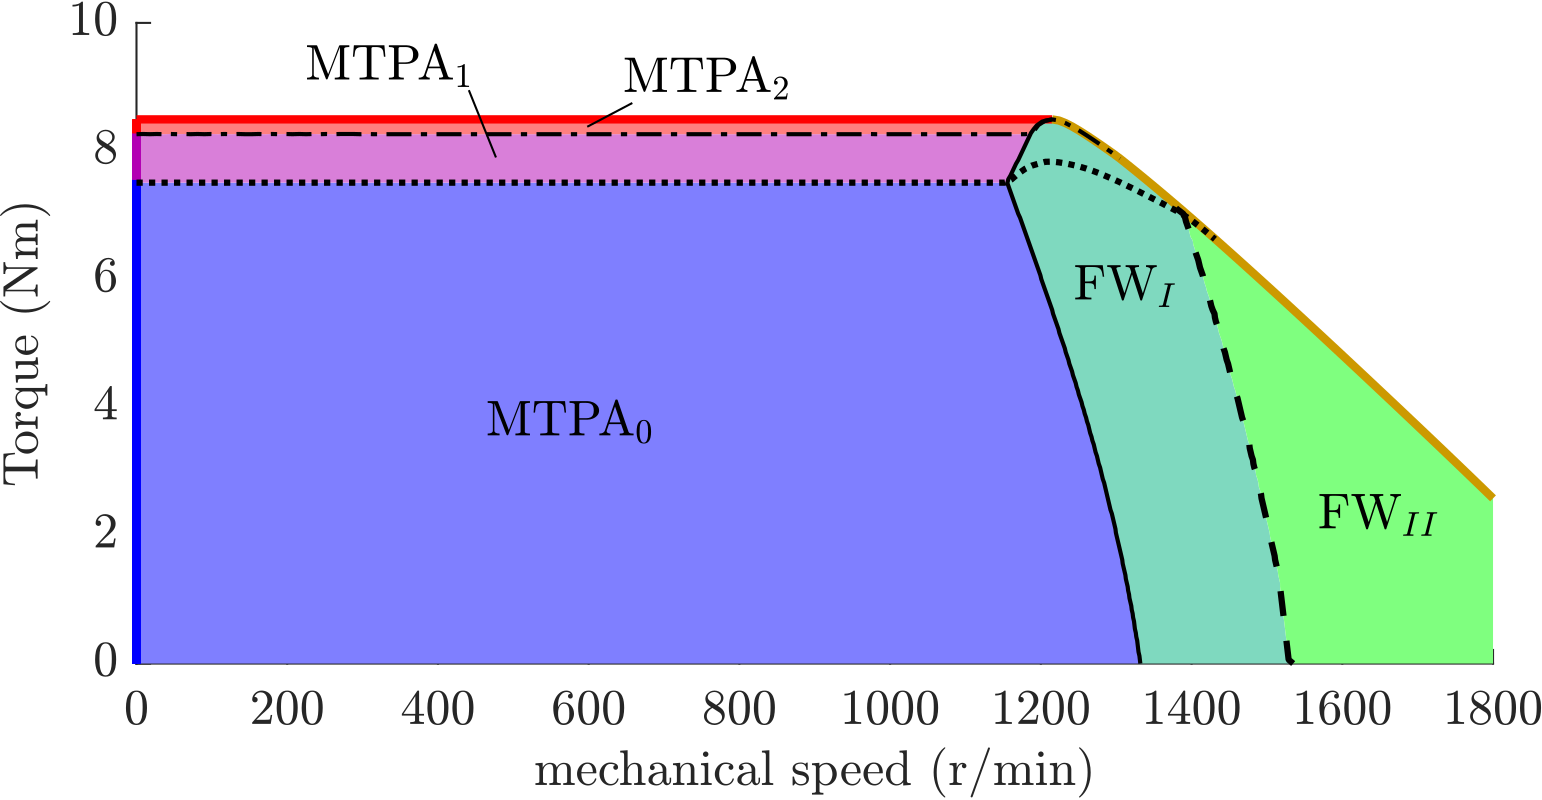 10
MTPA₁
MTPA₂
8
6
FW_I
4
MTPA₀
2
FW_II
0
0 200 400 600 800 1000 1200 1400 1600 1800
mechanical speed (r/min)
Torque (Nm)